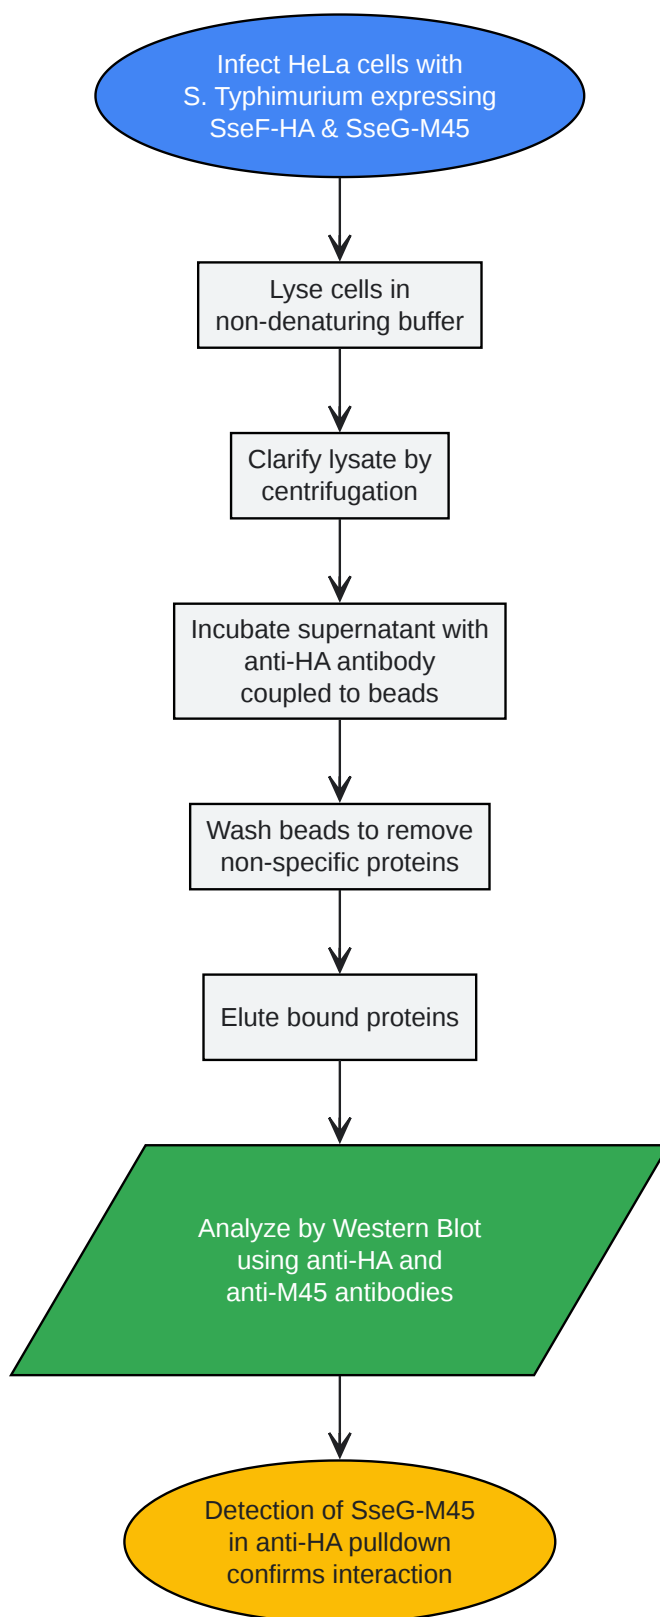 Infect HeLa cells with
S. Typhimurium expressing
SseF-HA & SseG-M45
Lyse cells in
non-denaturing buffer
Clarify lysate by
centrifugation
Incubate supernatant with
anti-HA antibody
coupled to beads
Wash beads to remove
non-specific proteins
Elute bound proteins
Analyze by Western Blot
using anti-HA and
anti-M45 antibodies
Detection of SseG-M45
in anti-HA pulldown
confirms interaction